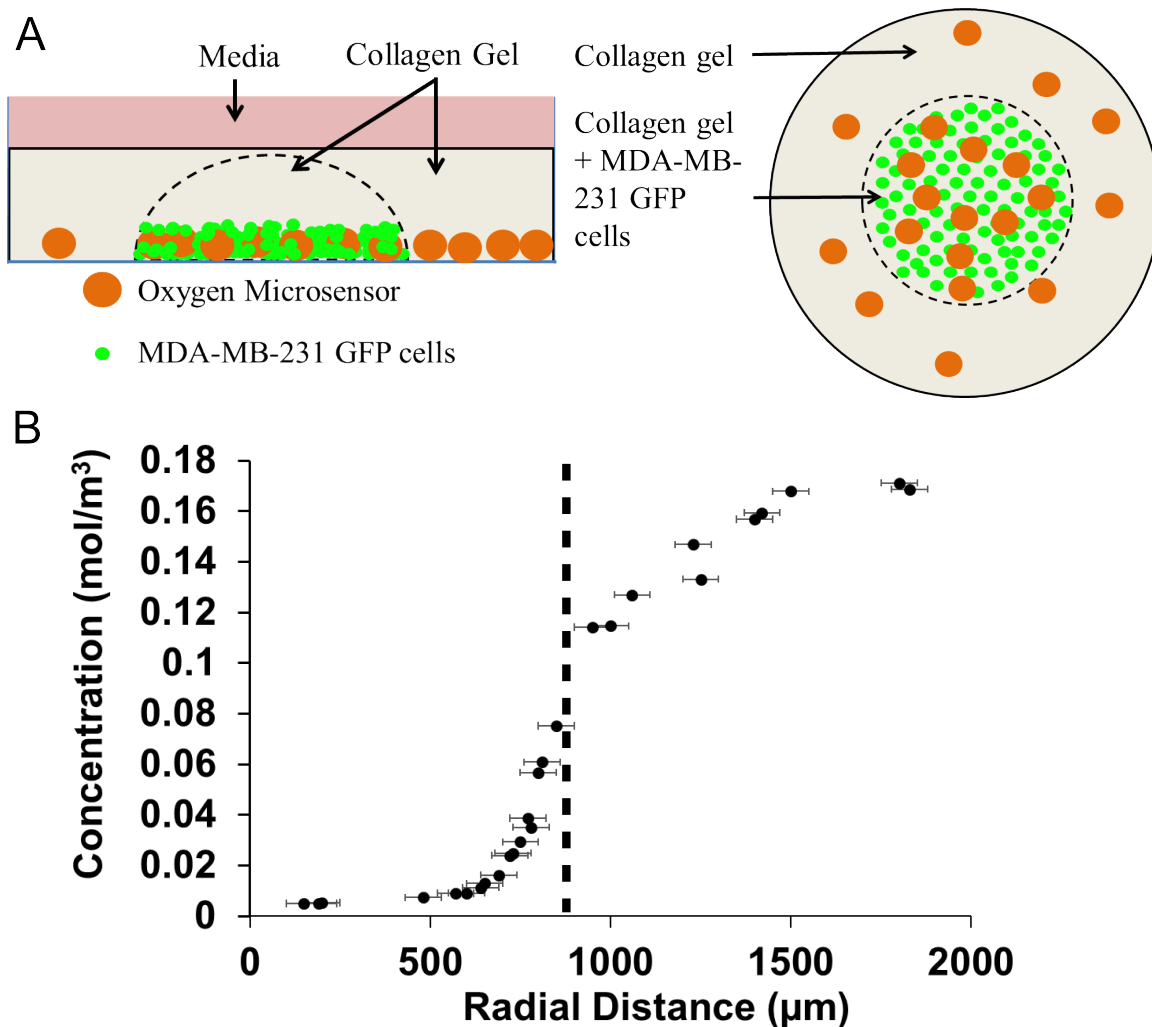 A
Media
Collagen Gel
Oxygen Microsensor
MDA-MB-231 GFP cells
Collagen gel
Collagen gel
+ MDA-MB-
231 GFP
cells
B
Concentration (mol/m³)
0.18
0.16
0.14
0.12
0.1
0.08
0.06
0.04
0.02
0
0 500 1000 1500 2000
Radial Distance (µm)